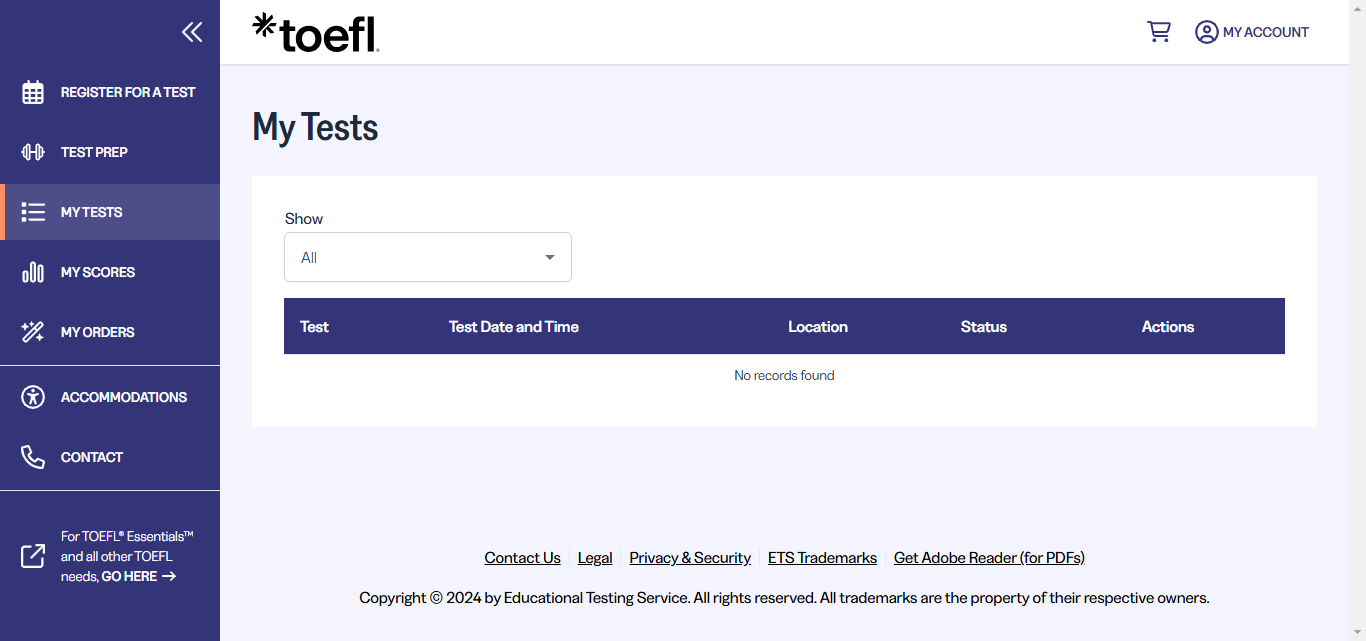 toefl
MY ACCOUNT
REGISTER FOR A TEST
TEST PREP
MY TESTS
MY SCORES
MY ORDERS
ACCOMMODATIONS
CONTACT
For TOEFL® Essentials™
and all other TOEFL
needs, GO HERE →
My Tests
Show
All
Test Test Date and Time Location Status Actions
No records found
Contact Us Legal Privacy & Security ETS Trademarks Get Adobe Reader (for PDFs)
Copyright © 2024 by Educational Testing Service. All rights reserved. All trademarks are the property of their respective owners.